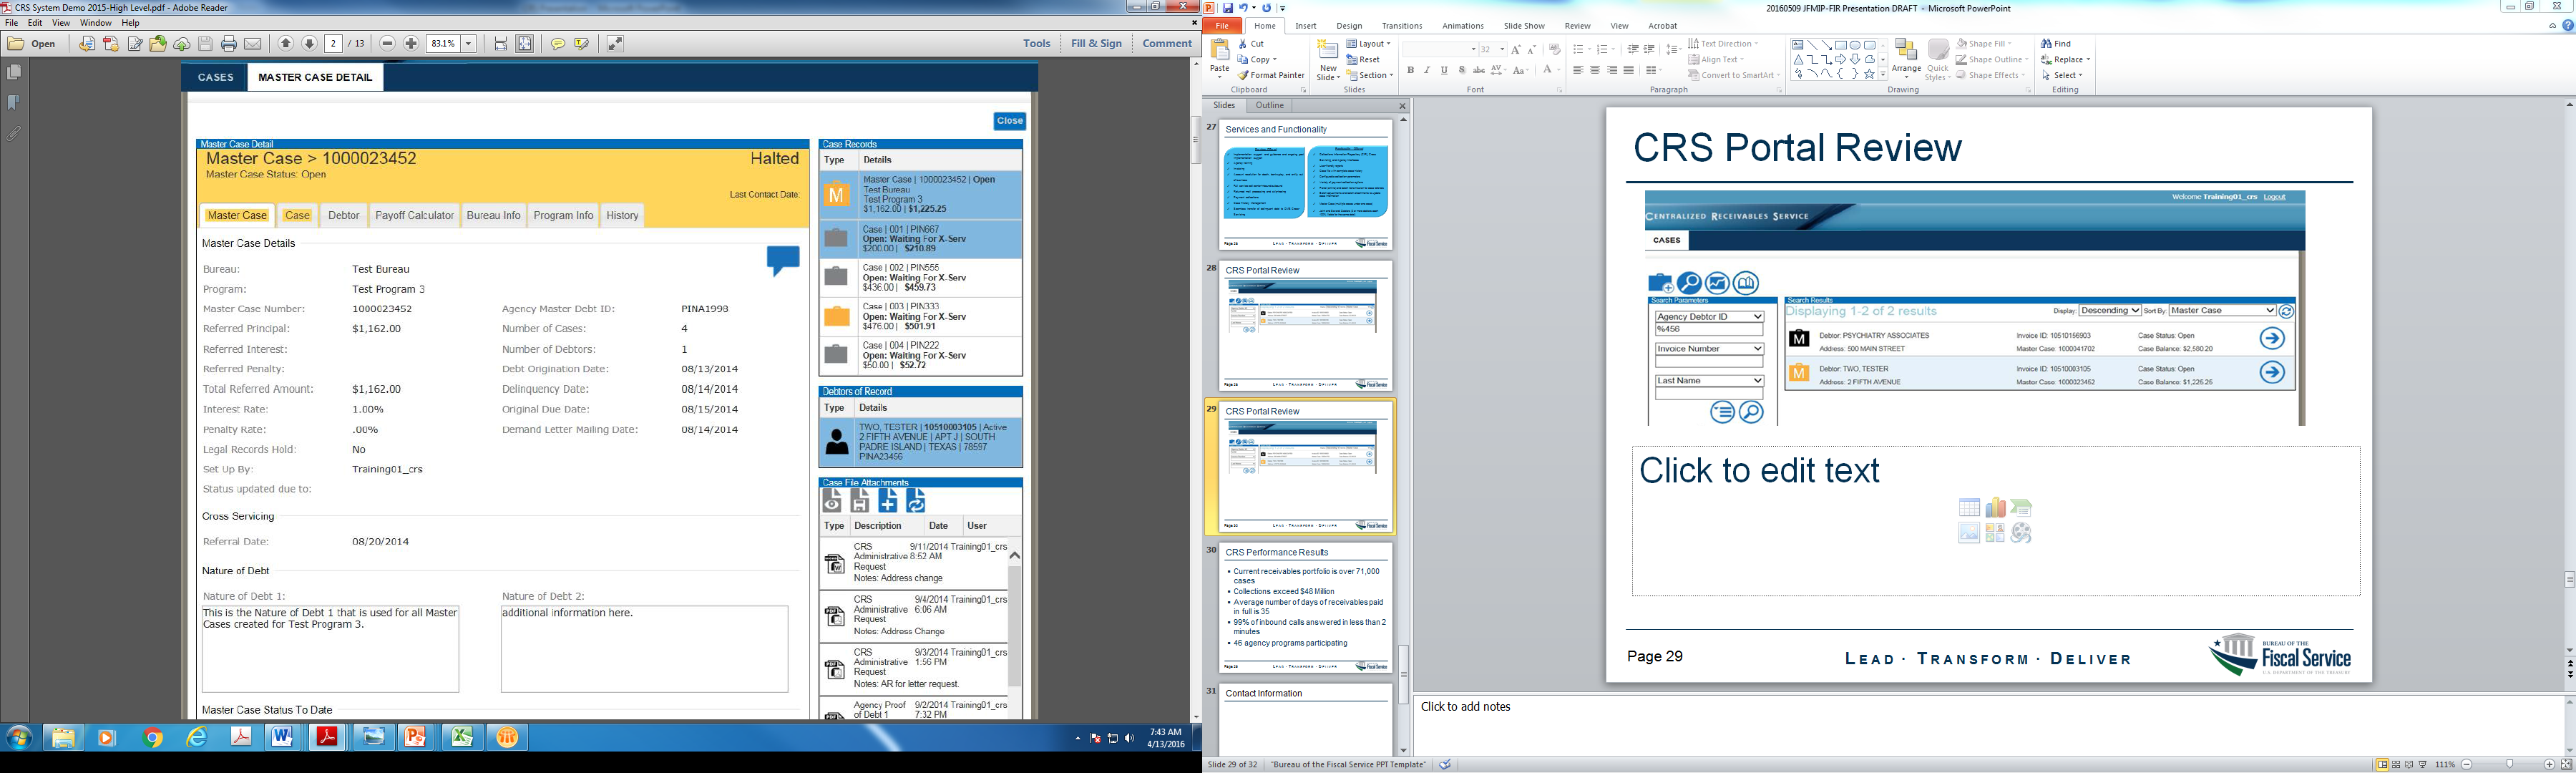 CRS System Demo 2015-High Level.pdf - Adobe Reader
File Edit View Window Help
Open 2 / 13 83.1% Tools Fill & Sign Comment
CASES MASTER CASE DETAIL
Close
Master Case Detail
Master Case > 1000023452 Halted
Master Case Status: Open
Last Contact Date:
Master Case Case Debtor Payoff Calculator Bureau Info Program Info History
Master Case Details
Bureau: Test Bureau
Program: Test Program 3
Master Case Number: 1000023452 Agency Master Debt ID: PINA1998
Referred Principal: $1,162.00 Number of Cases: 4
Referred Interest: Number of Debtors: 1
Referred Penalty: Debt Origination Date: 08/13/2014
Total Referred Amount: $1,162.00 Delinquency Date: 08/14/2014
Interest Rate: 1.00% Original Due Date: 08/15/2014
Penalty Rate: .00% Demand Letter Mailing Date: 08/14/2014
Legal Records Hold: No
Set Up By: Training01_crs
Status updated due to:
Cross Servicing
Referral Date: 08/20/2014
Nature of Debt
Nature of Debt 1: Nature of Debt 2:
This is the Nature of Debt 1 that is used for all Master additional information here.
Cases created for Test Program 3.
Master Case Status To Date
Case Records
Type Details
M
Master Case | 1000023452 | Open
Test Bureau
Test Program 3
$1,162.00 | $1,225.25
Case | 001 | PIN667
Open: Waiting For X-Serv
$200.00 | $210.89
Case | 002 | PIN555
Open: Waiting For X-Serv
$436.00 | $459.73
Case | 003 | PIN333
Open: Waiting For X-Serv
$476.00 | $501.91
Case | 004 | PIN222
Open: Waiting For X-Serv
$50.00 | $52.72
Debtors of Record
Type Details
TWO, TESTER | 10510003105 | Active
2 FIFTH AVENUE | APT J | SOUTH
PADRE ISLAND | TEXAS | 78597
PINA23456
Case File Attachments
Type Description Date User
CRS 9/11/2014 Training01_crs
Administrative 8:52 AM
Request
Notes: Address change
CRS 9/4/2014 Training01_crs
Administrative 6:06 AM
Request
Notes: Address Change
CRS 9/3/2014 Training01_crs
Administrative 1:56 PM
Request
Notes: AR for letter request.
Agency Proof 9/2/2014 Training01_crs
of Debt 1 7:32 PM
7:43 AM
4/13/2016
20160509 JFMIP-FIR Presentation DRAFT - Microsoft PowerPoint
File Home Insert Design Transitions Animations Slide Show Review View Acrobat
Paste Cut Copy Format Painter
Clipboard
New Slide Layout Reset Section
Slides
32
Font
Text Direction Align Text Convert to SmartArt
Paragraph
Arrange Quick Styles Shape Fill Shape Outline Shape Effects
Drawing
Find Replace Select
Editing
Slides Outline
27
Services and Functionality
28
CRS Portal Review
29
CRS Portal Review
30
CRS Performance Results
• Current receivables portfolio is over 71,000
cases
• Collections exceed $48 Million
• Average number of days of receivables paid
in full is 35
• 99% of inbound calls answered in less than 2
minutes
• 46 agency programs participating
31
Contact Information
CRS Portal Review
Welcome Training01_crs Logout
CENTRALIZED RECEIVABLES SERVICE
CASES
Search Parameters
Agency Debtor ID
%456
Invoice Number
Last Name
Search Results
Displaying 1-2 of 2 results Display: Descending Sort By: Master Case
M Debtor: PSYCHIATRY ASSOCIATES Invoice ID: 10510156903 Case Status: Open
Address: 500 MAIN STREET Master Case: 1000041702 Case Balance: $2,580.20
M Debtor: TWO, TESTER Invoice ID: 10510003105 Case Status: Open
Address: 2 FIFTH AVENUE Master Case: 1000023452 Case Balance: $1,225.25
Click to edit text
Page 29 LEAD · TRANSFORM · DELIVER
BUREAU OF THE
Fiscal Service
U.S. DEPARTMENT OF THE TREASURY
Click to add notes
Slide 29 of 32 "Bureau of the Fiscal Service PPT Template" 111%